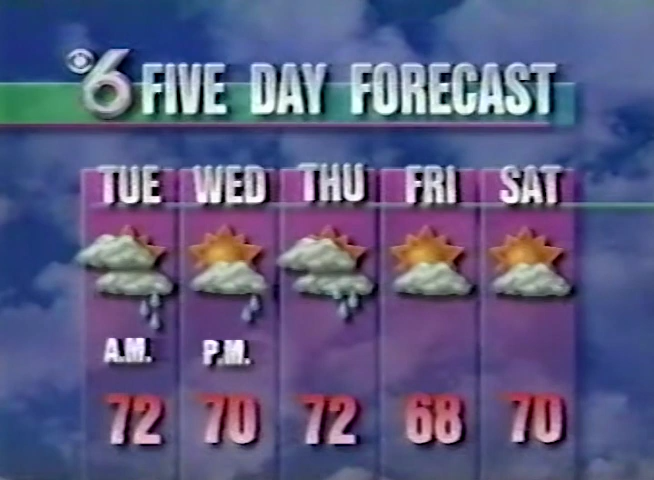 6 FIVE DAY FORECAST
TUE WED THU FRI SAT
A.M. P.M.
72 70 72 68 70